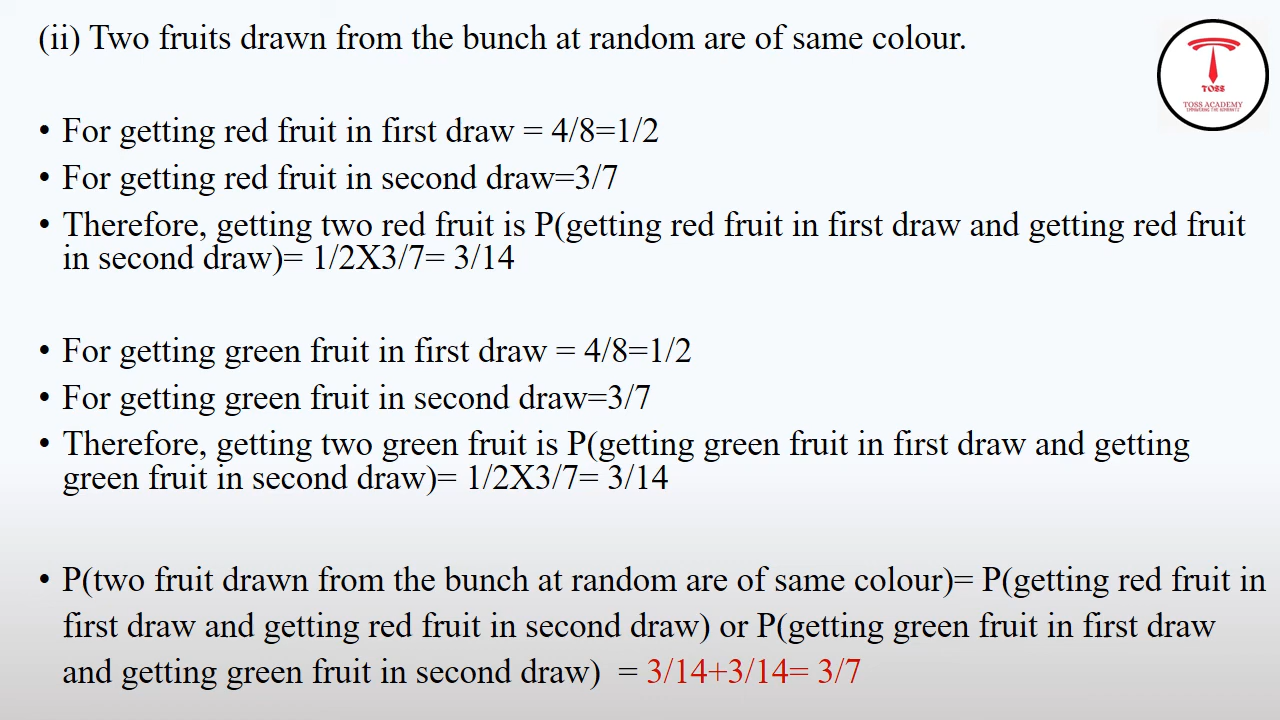 (ii) Two fruits drawn from the bunch at random are of same colour.
TOSS
TOSS ACADEMY
• For getting red fruit in first draw = 4/8=1/2
• For getting red fruit in second draw=3/7
• Therefore, getting two red fruit is P(getting red fruit in first draw and getting red fruit
in second draw)= 1/2X3/7= 3/14
• For getting green fruit in first draw = 4/8=1/2
• For getting green fruit in second draw=3/7
• Therefore, getting two green fruit is P(getting green fruit in first draw and getting
green fruit in second draw)= 1/2X3/7= 3/14
• P(two fruit drawn from the bunch at random are of same colour)= P(getting red fruit in
first draw and getting red fruit in second draw) or P(getting green fruit in first draw
and getting green fruit in second draw)  = 3/14+3/14= 3/7